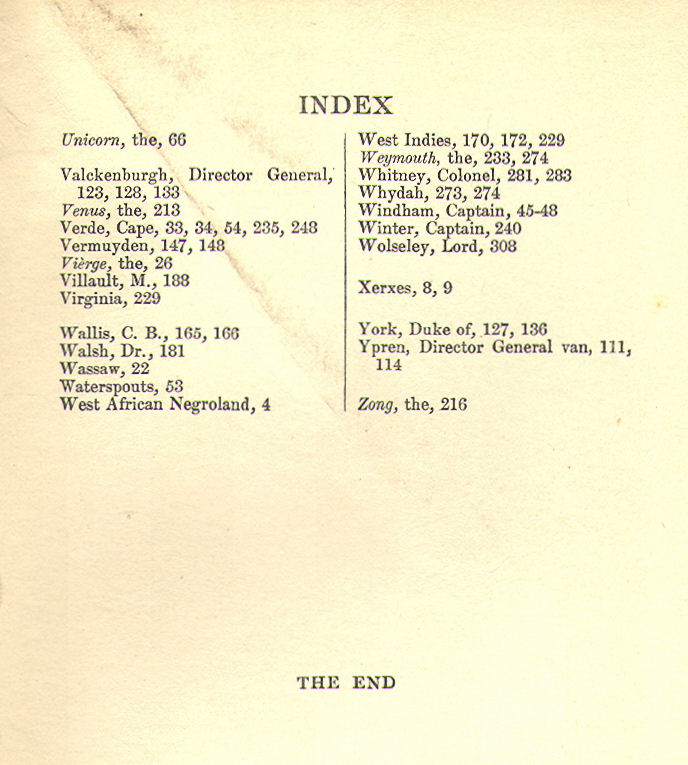 INDEX
Unicorn, the, 66
Valckenburgh, Director General,
123, 128, 133
Venus, the, 213
Verde, Cape, 33, 34, 54, 235, 248
Vermuyden, 147, 148
Vièrge, the, 26
Villault, M., 188
Virginia, 229
Wallis, C. B., 165, 166
Walsh, Dr., 181
Wassaw, 22
Waterspouts, 53
West African Negroland, 4
West Indies, 170, 172, 229
Weymouth, the, 233, 274
Whitney, Colonel, 281, 283
Whydah, 273, 274
Windham, Captain, 45-48
Winter, Captain, 240
Wolseley, Lord, 308
Xerxes, 8, 9
York, Duke of, 127, 136
Ypren, Director General van, 111,
114
Zong, the, 216
THE END